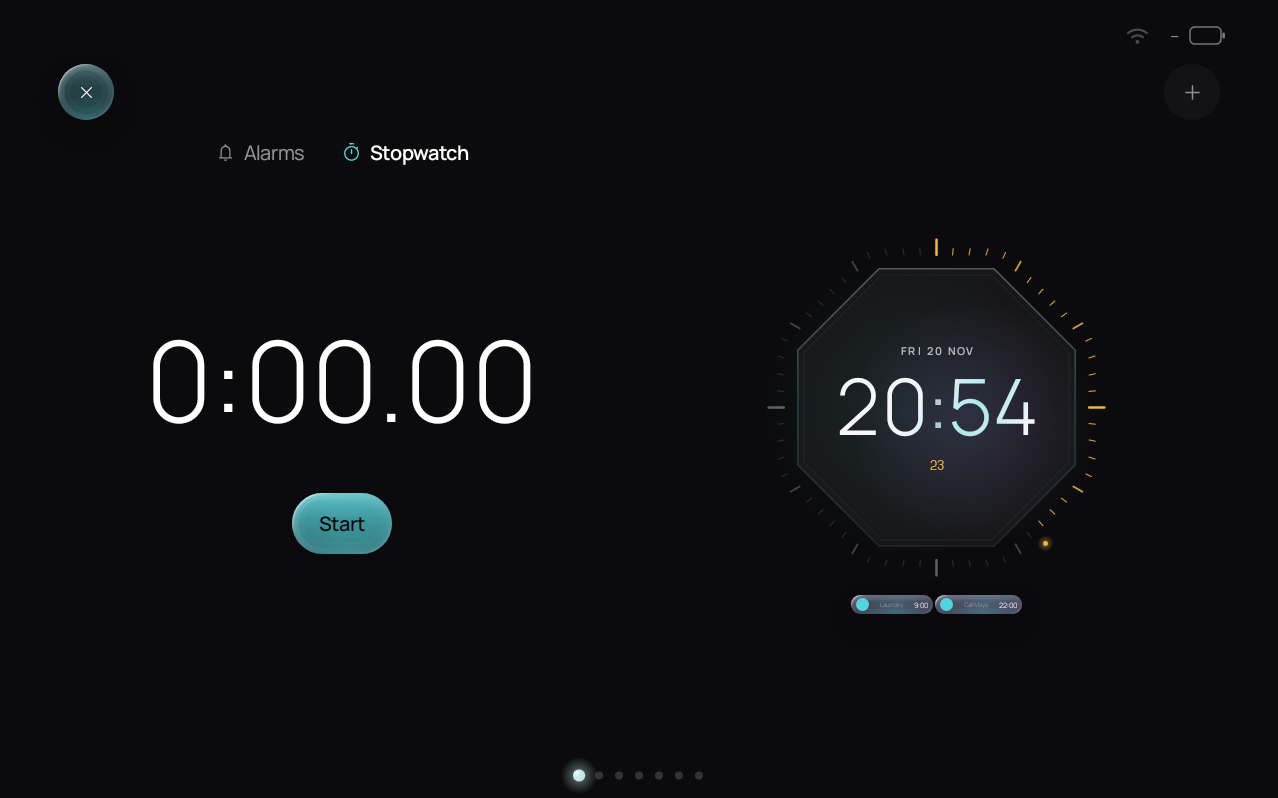 –
Alarms Stopwatch
0:00.00
Start
FRI 20 NOV
20:54
23
Laundry 9:00
22:00